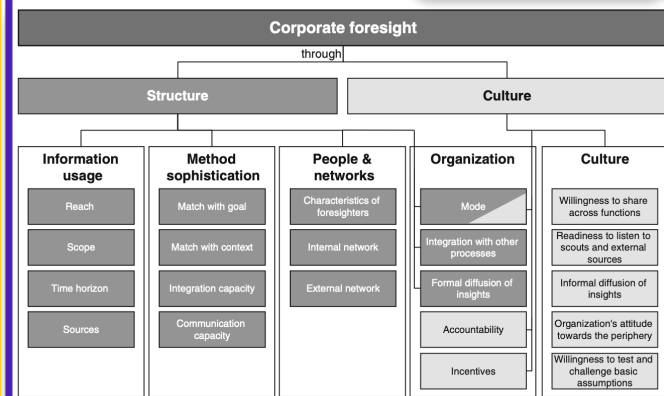 Corporate foresight
through
Structure
Culture
Information
usage
Reach
Scope
Time horizon
Sources
Method
sophistication
Match with goal
Match with context
Integration capacity
Communication
capacity
People &
networks
Characteristics of
foresighters
Internal network
External network
Organization
Mode
Integration with other
processes
Formal diffusion of
insights
Accountability
Incentives
Culture
Willingness to share
across functions
Readiness to listen to
scouts and external
sources
Informal diffusion of
insights
Organization's attitude
towards the periphery
Willingness to test and
challenge basic
assumptions